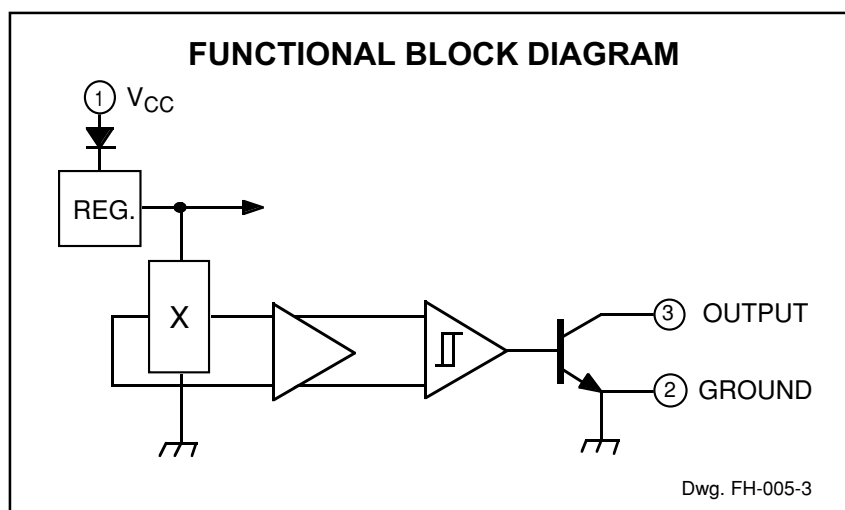 FUNCTIONAL BLOCK DIAGRAM
1 VCC
REG.
X
3 OUTPUT
2 GROUND
Dwg. FH-005-3